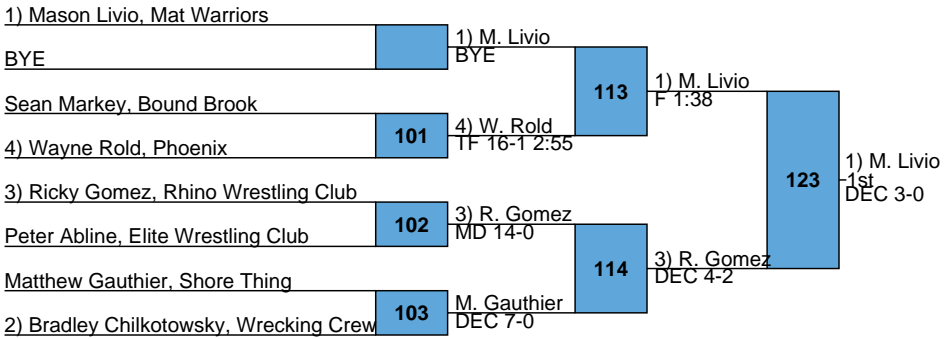 1) Mason Livio, Mat Warriors
BYE
Sean Markey, Bound Brook
101
4) Wayne Rold, Phoenix
3) Ricky Gomez, Rhino Wrestling Club
102
Peter Abline, Elite Wrestling Club
Matthew Gauthier, Shore Thing
103
2) Bradley Chilkotowsky, Wrecking Crew
1) M. Livio
BYE
113
4) W. Rold
TF 16-1 2:55
3) R. Gomez
MD 14-0
114
M. Gauthier
DEC 7-0
1) M. Livio
F 1:38
123
3) R. Gomez
DEC 4-2
1) M. Livio
1st
DEC 3-0